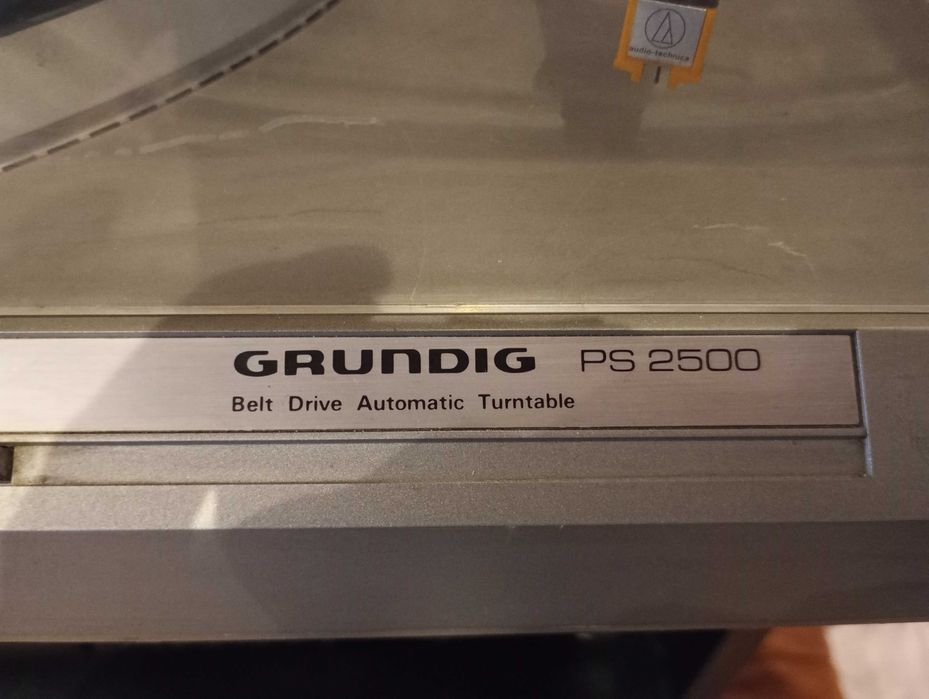 audio-technica
GRUNDIG PS 2500
Belt Drive Automatic Turntable